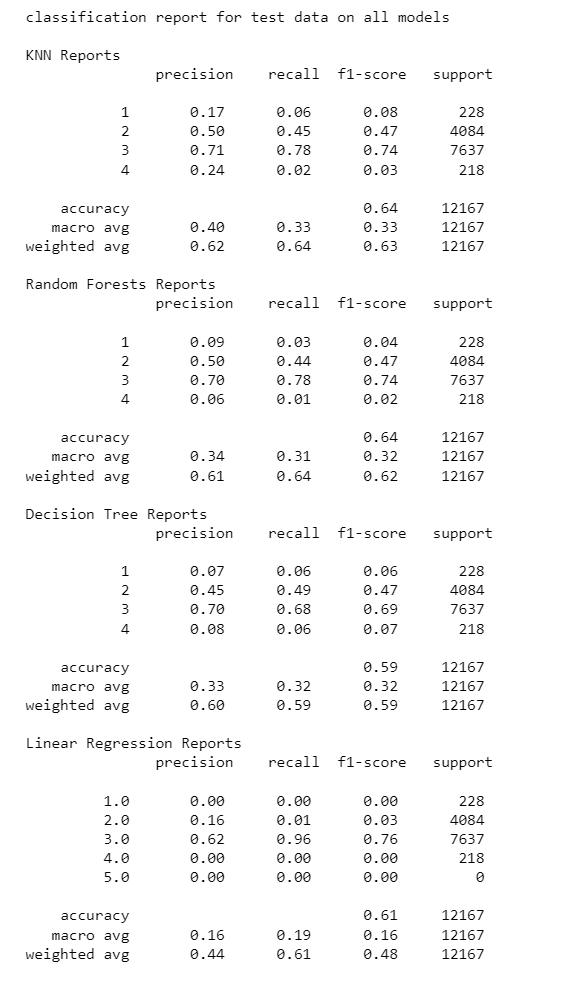 classification report for test data on all models
KNN Reports
precision recall f1-score support
1 0.17 0.06 0.08 228
2 0.50 0.45 0.47 4084
3 0.71 0.78 0.74 7637
4 0.24 0.02 0.03 218
accuracy 0.64 12167
macro avg 0.40 0.33 0.33 12167
weighted avg 0.62 0.64 0.63 12167
Random Forests Reports
precision recall f1-score support
1 0.09 0.03 0.04 228
2 0.50 0.44 0.47 4084
3 0.70 0.78 0.74 7637
4 0.06 0.01 0.02 218
accuracy 0.64 12167
macro avg 0.34 0.31 0.32 12167
weighted avg 0.61 0.64 0.62 12167
Decision Tree Reports
precision recall f1-score support
1 0.07 0.06 0.06 228
2 0.45 0.49 0.47 4084
3 0.70 0.68 0.69 7637
4 0.08 0.06 0.07 218
accuracy 0.59 12167
macro avg 0.33 0.32 0.32 12167
weighted avg 0.60 0.59 0.59 12167
Linear Regression Reports
precision recall f1-score support
1.0 0.00 0.00 0.00 228
2.0 0.16 0.01 0.03 4084
3.0 0.62 0.96 0.76 7637
4.0 0.00 0.00 0.00 218
5.0 0.00 0.00 0.00 0
accuracy 0.61 12167
macro avg 0.16 0.19 0.16 12167
weighted avg 0.44 0.61 0.48 12167